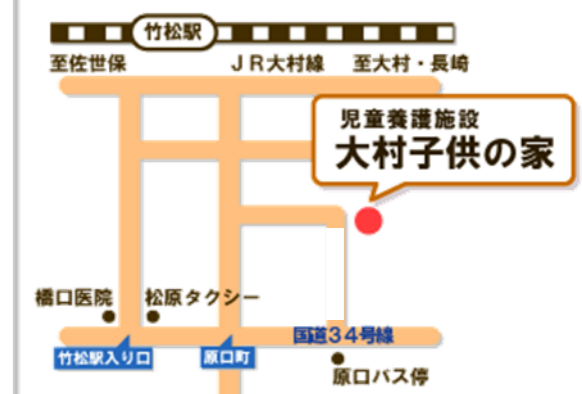 竹松駅
至佐世保
JR大村線
至大村・長崎
児童養護施設
大村子供の家
橋口医院
松原タクシー
国道34号線
竹松駅入り口
原口町
原口バス停